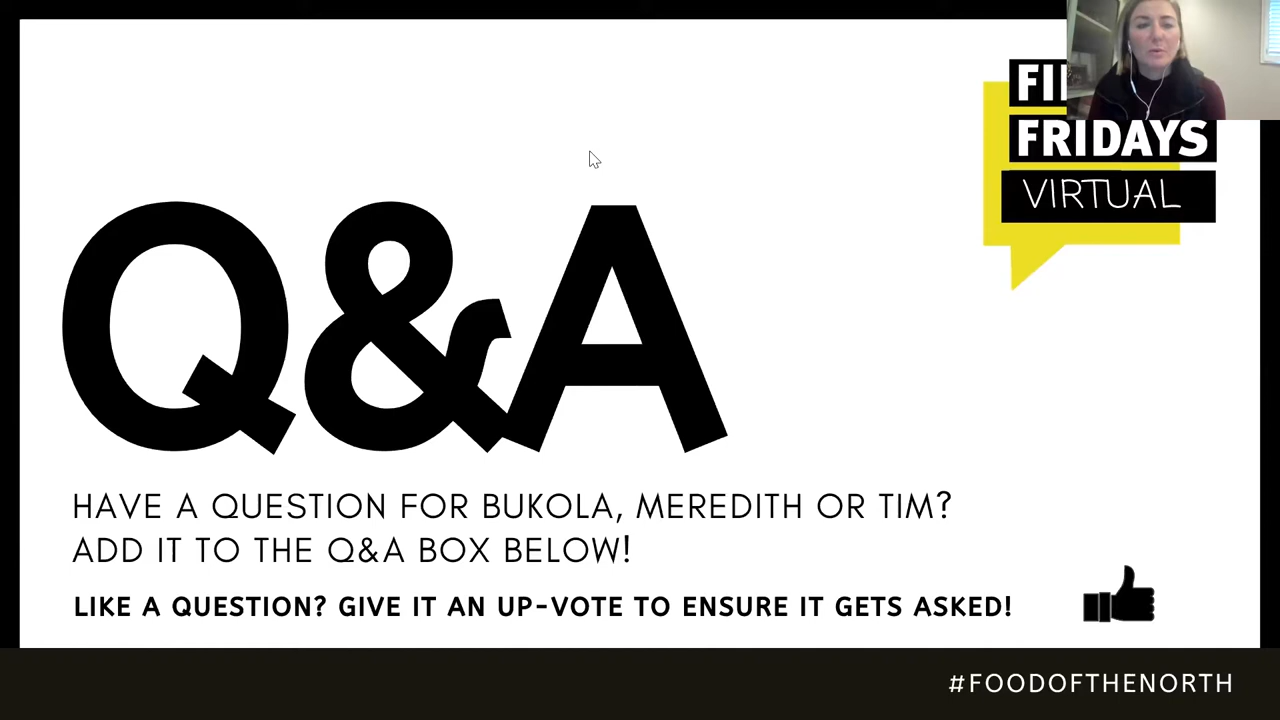 FRIDAYS
VIRTUAL
Q&A
HAVE A QUESTION FOR BUKOLA, MEREDITH OR TIM?
ADD IT TO THE Q&A BOX BELOW!
LIKE A QUESTION? GIVE IT AN UP-VOTE TO ENSURE IT GETS ASKED!
#FOODOFTHENORTH